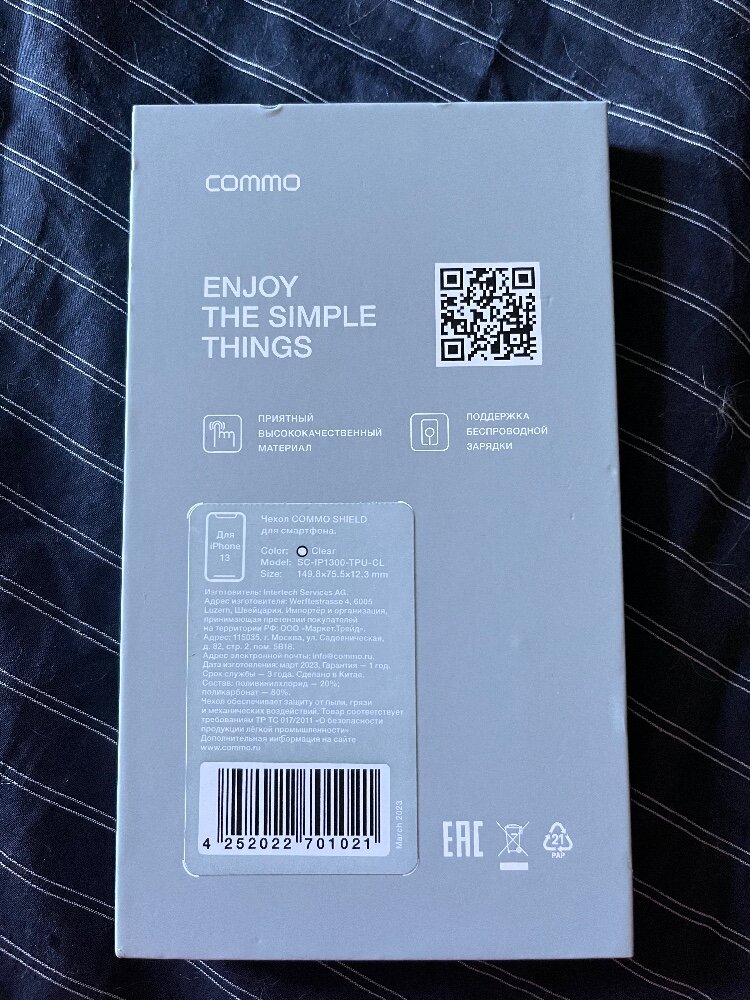 commo
ENJOY
THE SIMPLE
THINGS
ПРИЯТНЫЙ
ВЫСОКОКАЧЕСТВЕННЫЙ
МАТЕРИАЛ
ПОДДЕРЖКА
БЕСПРОВОДНОЙ
ЗАРЯДКИ
Для
iPhone
13
Чехол COMMO SHIELD
для смартфона.
Color: Clear
Model: SC-IP1300-TPU-CL
Size: 149.8x75.5x12.3 mm
Изготовитель: Intertech Services AG.
Адрес изготовителя: Werftestrasse 4, 6005
Luzern, Швейцария. Импортёр и организация,
принимающая претензии покупателей
на территории РФ: ООО «Маркет.Трейд».
Адрес: 115035, г. Москва, ул. Садовническая,
д. 82, стр. 2, пом. 5В18.
Адрес электронной почты: info@commo.ru.
Дата изготовления: март 2023, Гарантия — 1 год.
Срок службы — 3 года. Сделано в Китае.
Состав: поливинилхлорид — 20%;
поликарбонат — 80%.
Чехол обеспечивает защиту от пыли, грязи
и механических воздействий. Товар соответствует
требованиям ТР ТС 017/2011 «О безопасности
продукции лёгкой промышленности»
Дополнительная информация на сайте
www.commo.ru
4 252022 701021
March 2023
EAC
21
PAP